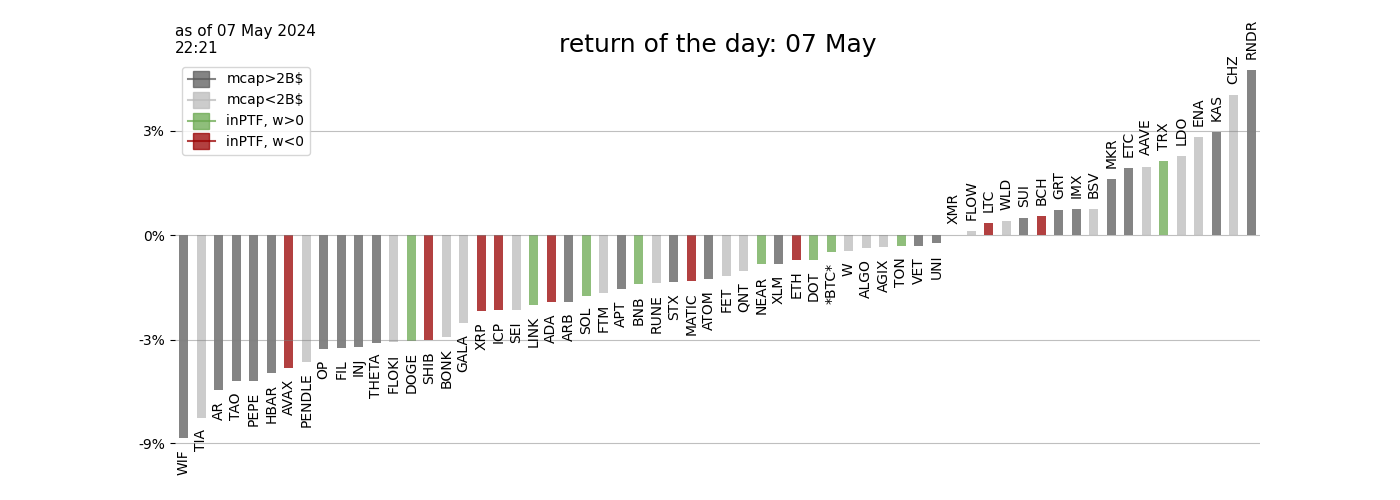 as of 07 May 2024
22:21
return of the day: 07 May
mcap>2B$
mcap<2B$
inPTF, w>0
inPTF, w<0
3%
0%
-3%
-9%
WIF
TIA
AR
TAO
PEPE
HBAR
AVAX
PENDLE
OP
FIL
INJ
THETA
FLOKI
DOGE
SHIB
BONK
GALA
XRP
ICP
SEI
LINK
ADA
ARB
SOL
FTM
APT
BNB
RUNE
STX
MATIC
ATOM
FET
QNT
NEAR
XLM
ETH
DOT
*BTC*
W
ALGO
AGIX
TON
VET
UNI
XMR
FLOW
LTC
WLD
SUI
BCH
GRT
IMX
BSV
MKR
ETC
AAVE
TRX
LDO
ENA
KAS
CHZ
RNDR